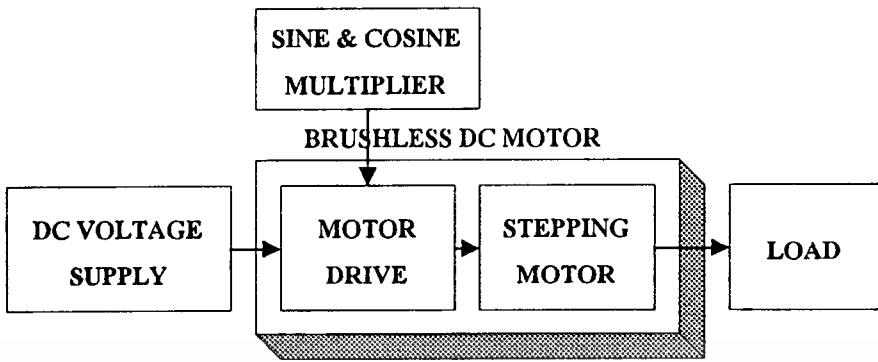 SINE & COSINE
MULTIPLIER
BRUSHLESS DC MOTOR
DC VOLTAGE
SUPPLY
MOTOR
DRIVE
STEPPING
MOTOR
LOAD